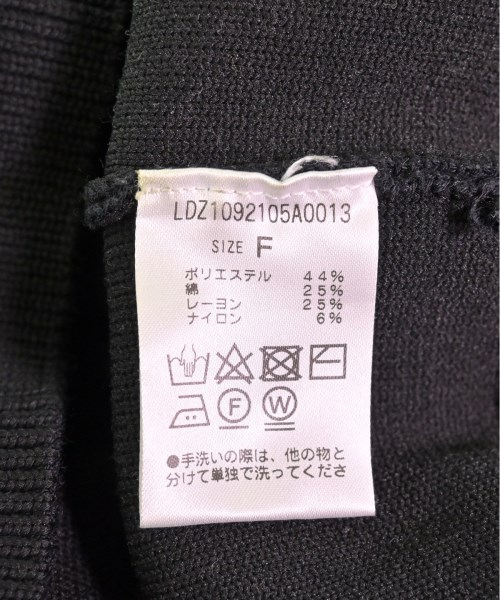 LDZ1092105A0013
SIZE F
ポリエステル 44%
綿 25%
レーヨン 25%
ナイロン 6%
F W
●手洗いの際は、他の物と
分けて単独で洗ってくださ